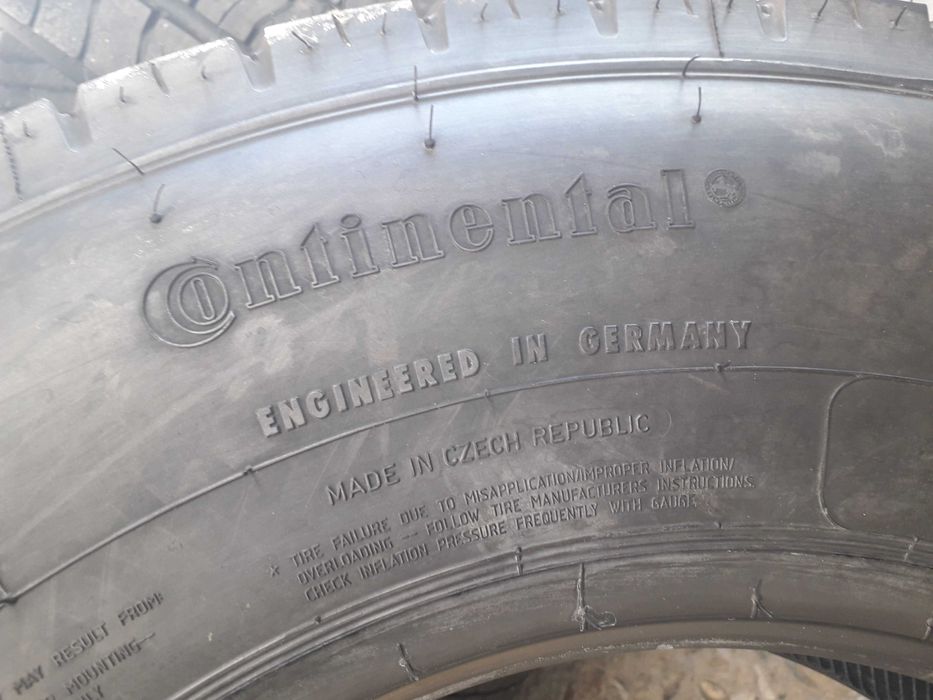 Continental
ENGINEERED IN GERMANY
MADE IN CZECH REPUBLIC
× TIRE FAILURE DUE TO MISAPPLICATION/IMPROPER INFLATION/
OVERLOADING -- FOLLOW TIRE MANUFACTURERS INSTRUCTIONS.
CHECK INFLATION PRESSURE FREQUENTLY WITH GAUGE
MAY RESULT FROM:
MOUNTING--